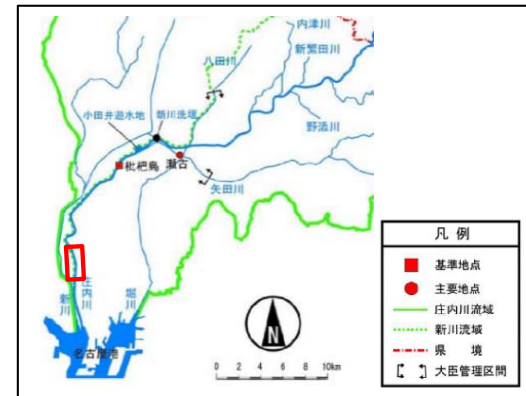 内津川
新繁田川
八田川
小田井遊水地
新川洗堰
野添川
枇杷島
瀬古
矢田川
新川
庄内川
堀川
名古屋港
N
0 2 4 6 8 10km
凡例
基準地点
主要地点
庄内川流域
新川流域
県境
大臣管理区間